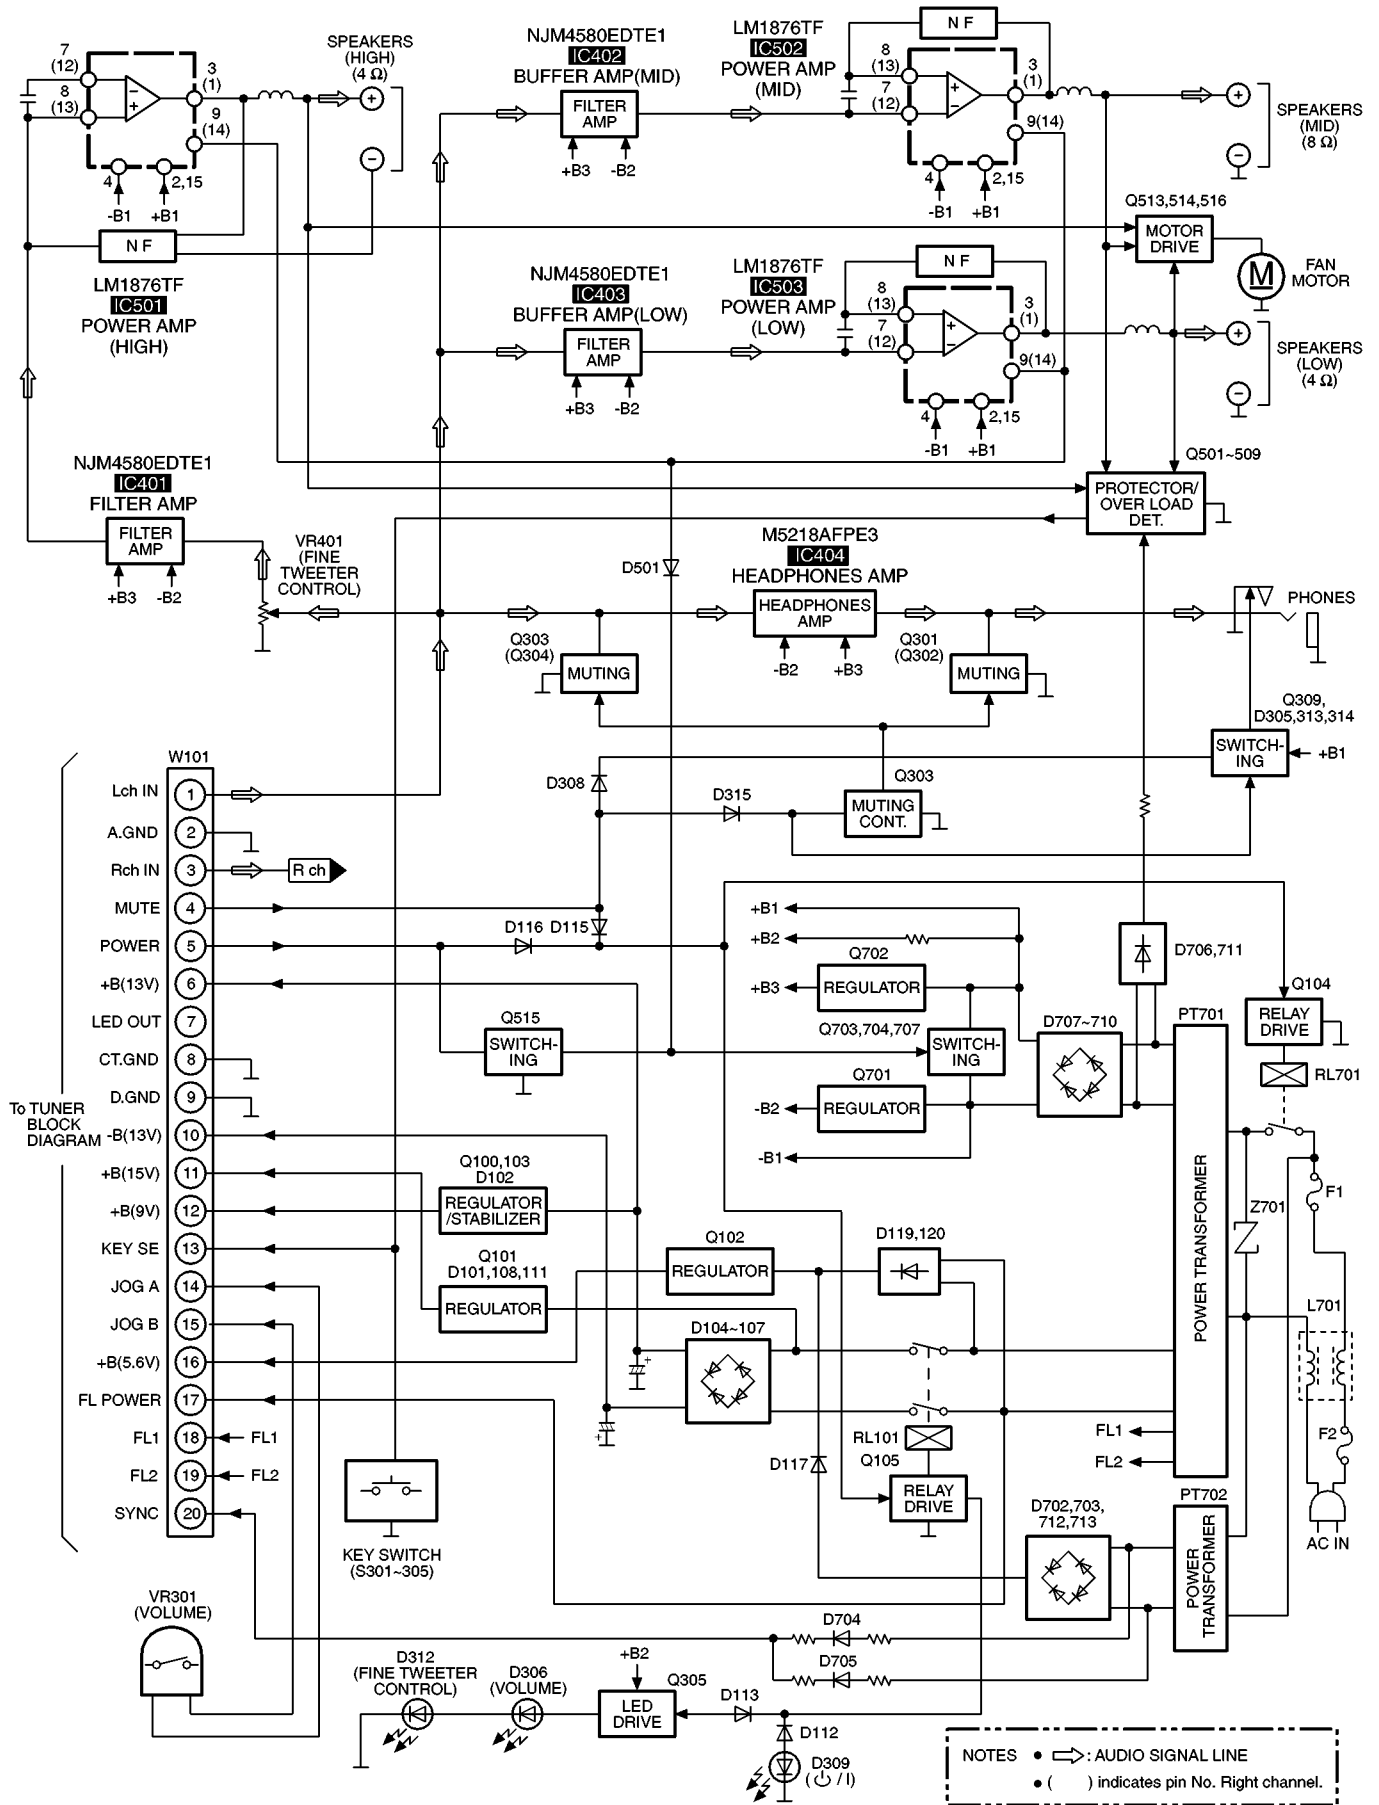 7
(12)
8
(13)
3
(1)
9
(14)
4
2,15
-B1
+B1
N F
LM1876TF
IC501
POWER AMP
(HIGH)
SPEAKERS
(HIGH)
(4 Ω)
+
−
NJM4580EDTE1
IC402
BUFFER AMP(MID)
FILTER
AMP
+B3
-B2
LM1876TF
IC502
POWER AMP
(MID)
N F
8
(13)
7
(12)
3
(1)
9(14)
4
2,15
-B1
+B1
SPEAKERS
(MID)
(8 Ω)
+
−
Q513,514,516
MOTOR
DRIVE
M
FAN
MOTOR
NJM4580EDTE1
IC403
BUFFER AMP(LOW)
FILTER
AMP
+B3
-B2
LM1876TF
IC503
POWER AMP
(LOW)
N F
8
(13)
7
(12)
3
(1)
9(14)
4
2,15
-B1
+B1
SPEAKERS
(LOW)
(4 Ω)
+
−
NJM4580EDTE1
IC401
FILTER AMP
FILTER
AMP
+B3
-B2
VR401
(FINE
TWEETER
CONTROL)
Q501~509
PROTECTOR/
OVER LOAD
DET.
D501
M5218AFPE3
IC404
HEADPHONES AMP
HEADPHONES
AMP
-B2
+B3
Q303
(Q304)
MUTING
Q301
(Q302)
MUTING
PHONES
Q309,
D305,313,314
SWITCH-
ING
+B1
D308
D315
Q303
MUTING
CONT.
W101
Lch IN
1
A.GND
2
Rch IN
3
R ch
MUTE
4
POWER
5
+B(13V)
6
LED OUT
7
CT.GND
8
D.GND
9
-B(13V)
10
+B(15V)
11
+B(9V)
12
KEY SE
13
JOG A
14
JOG B
15
+B(5.6V)
16
FL POWER
17
FL1
18
FL1
FL2
19
FL2
SYNC
20
To TUNER
BLOCK
DIAGRAM
D116
D115
+B1
+B2
Q702
+B3
REGULATOR
Q515
SWITCH-
ING
Q703,704,707
SWITCH-
ING
Q701
-B2
REGULATOR
-B1
D707~710
D706,711
PT701
POWER TRANSFORMER
Q104
RELAY
DRIVE
RL701
F1
Z701
L701
F2
AC IN
Q100,103
D102
REGULATOR
/STABILIZER
Q101
D101,108,111
REGULATOR
Q102
REGULATOR
D119,120
D104~107
+
+
RL101
Q105
RELAY
DRIVE
D117
FL1
FL2
PT702
POWER
TRANSFORMER
D702,703,
712,713
KEY SWITCH
(S301~305)
VR301
(VOLUME)
D704
D705
D312
(FINE TWEETER
CONTROL)
D306
(VOLUME)
+B2
Q305
LED
DRIVE
D113
D112
D309
(⏻ / I)
NOTES ● ⇨ : AUDIO SIGNAL LINE
● ( ) indicates pin No. Right channel.